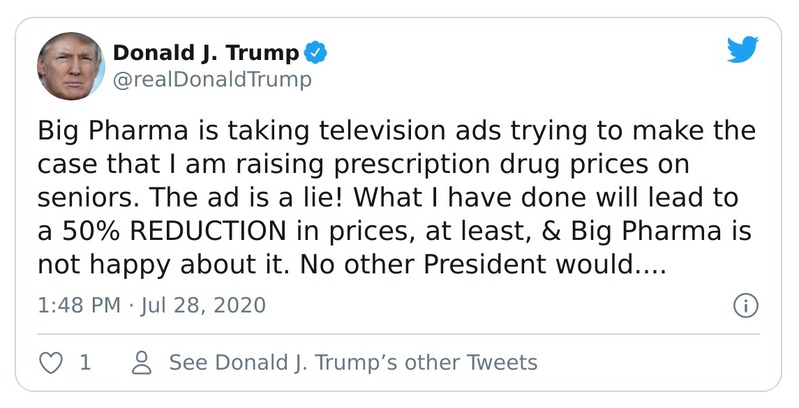 Donald J. Trump
@realDonaldTrump
Big Pharma is taking television ads trying to make the
case that I am raising prescription drug prices on
seniors. The ad is a lie! What I have done will lead to
a 50% REDUCTION in prices, at least, & Big Pharma is
not happy about it. No other President would....
1:48 PM · Jul 28, 2020
1 See Donald J. Trump’s other Tweets